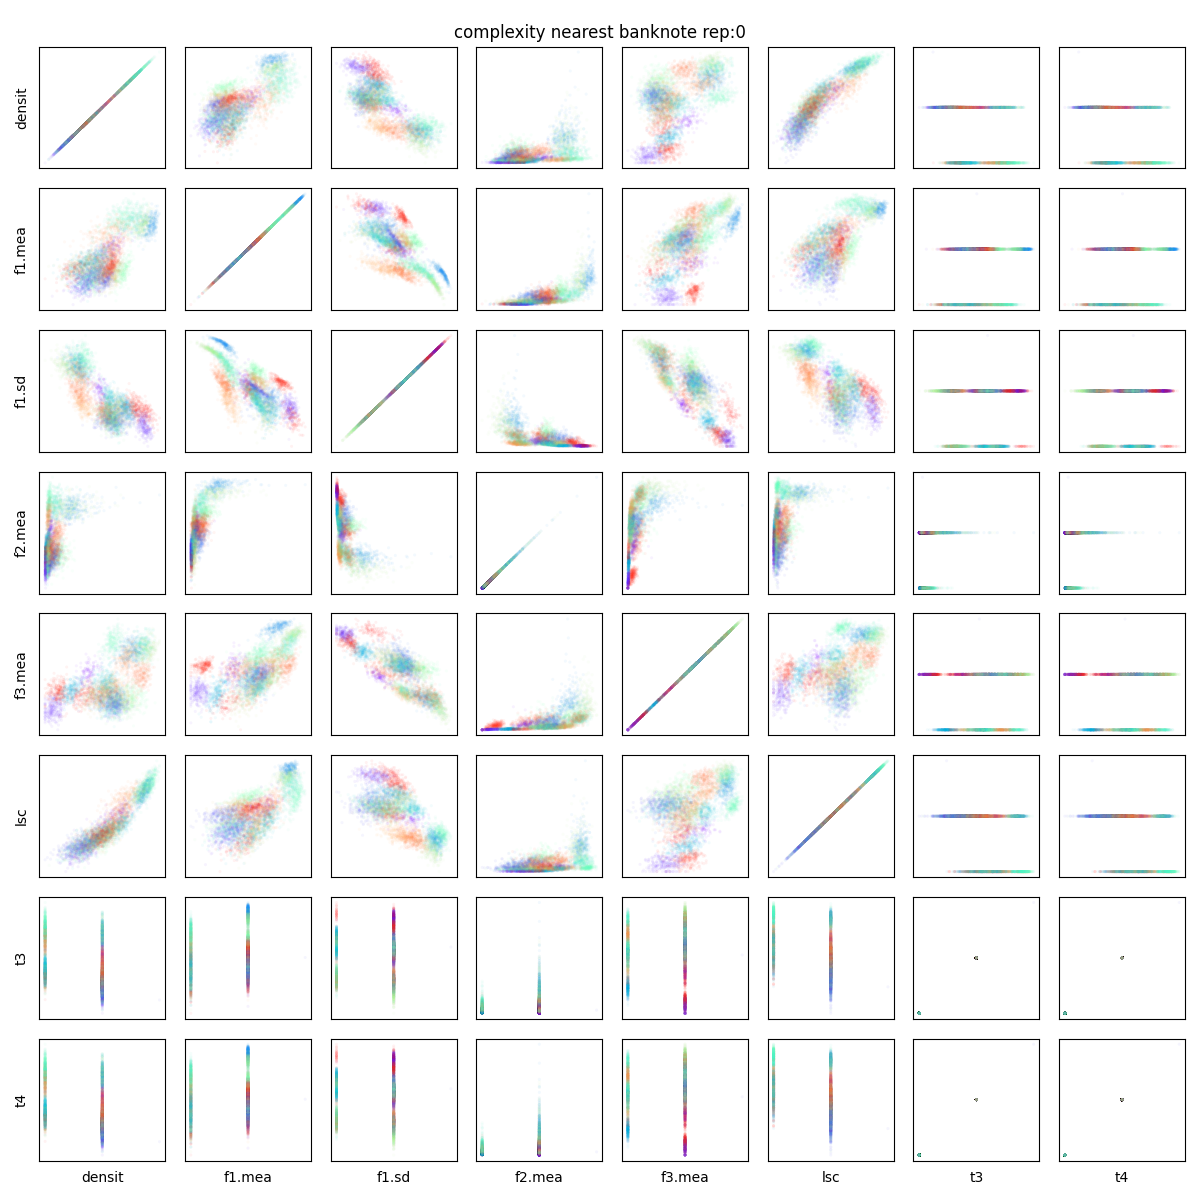 complexity nearest banknote rep:0
densit
f1.mea
f1.sd
f2.mea
f3.mea
lsc
t3
t4
densit f1.mea f1.sd f2.mea f3.mea lsc t3 t4